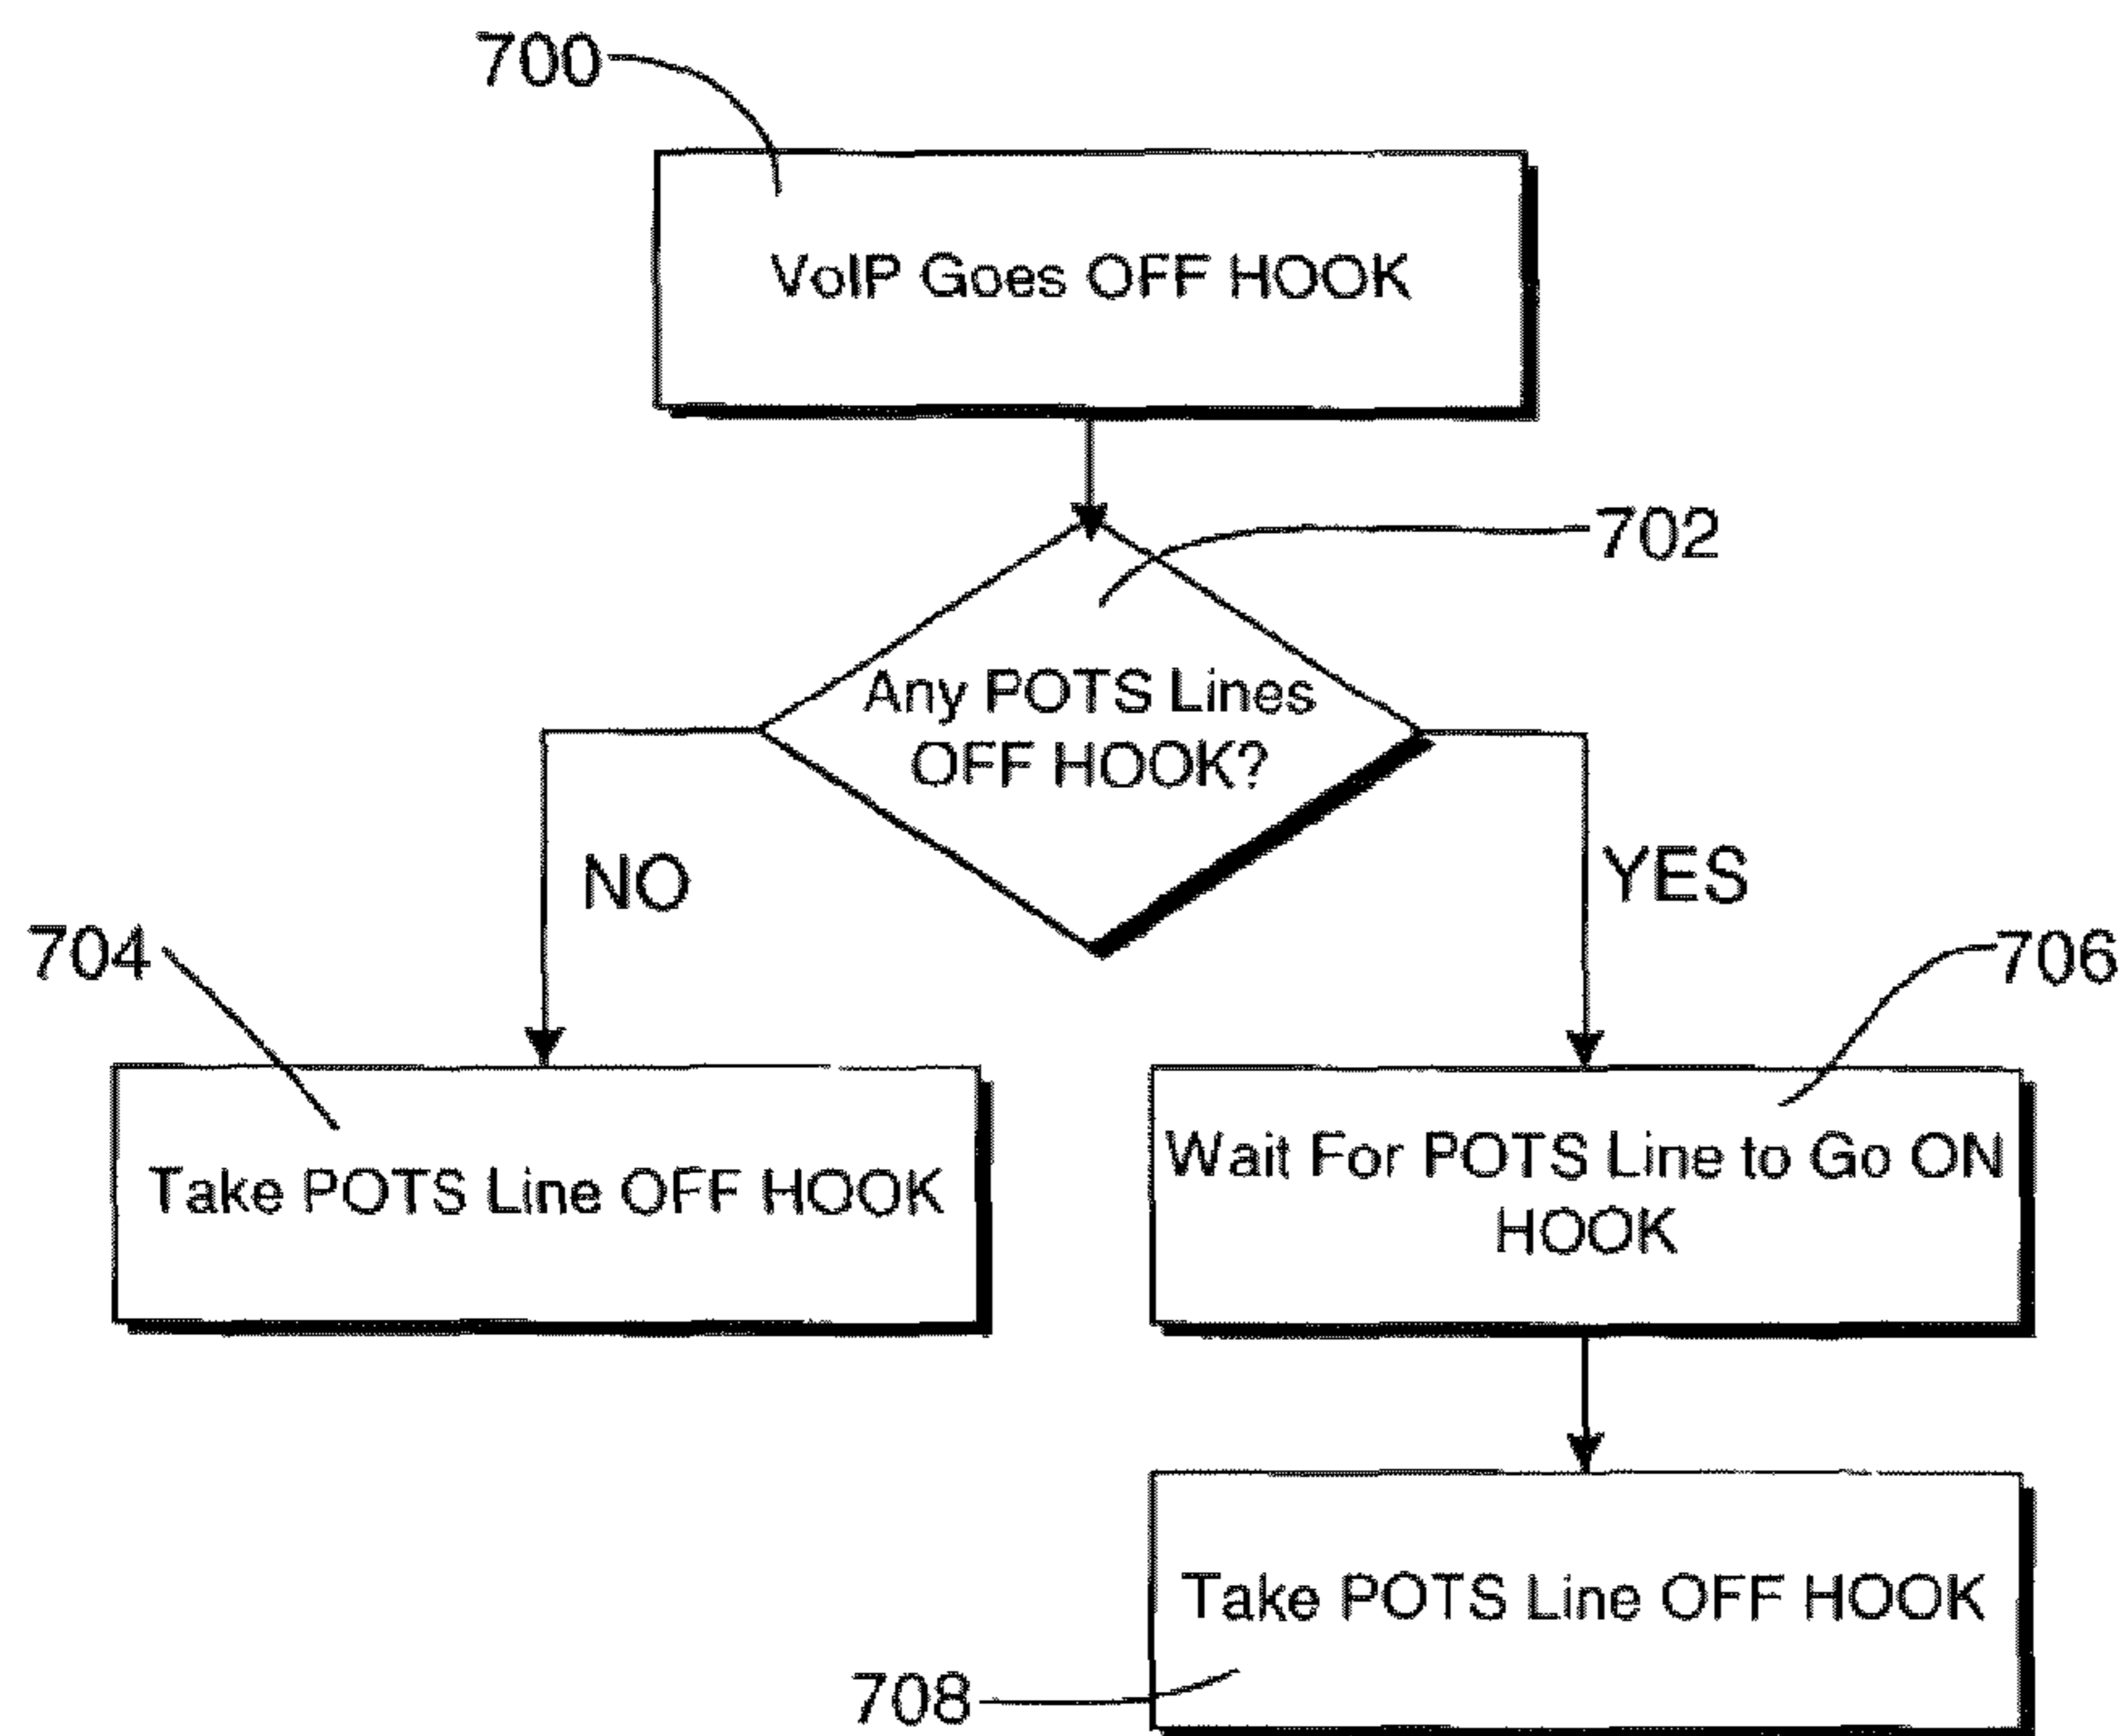 700
VoIP Goes OFF HOOK
702
Any POTS Lines
OFF HOOK?
NO
YES
704
706
Take POTS Line OFF HOOK
Wait For POTS Line to Go ON
HOOK
Take POTS Line OFF HOOK
708